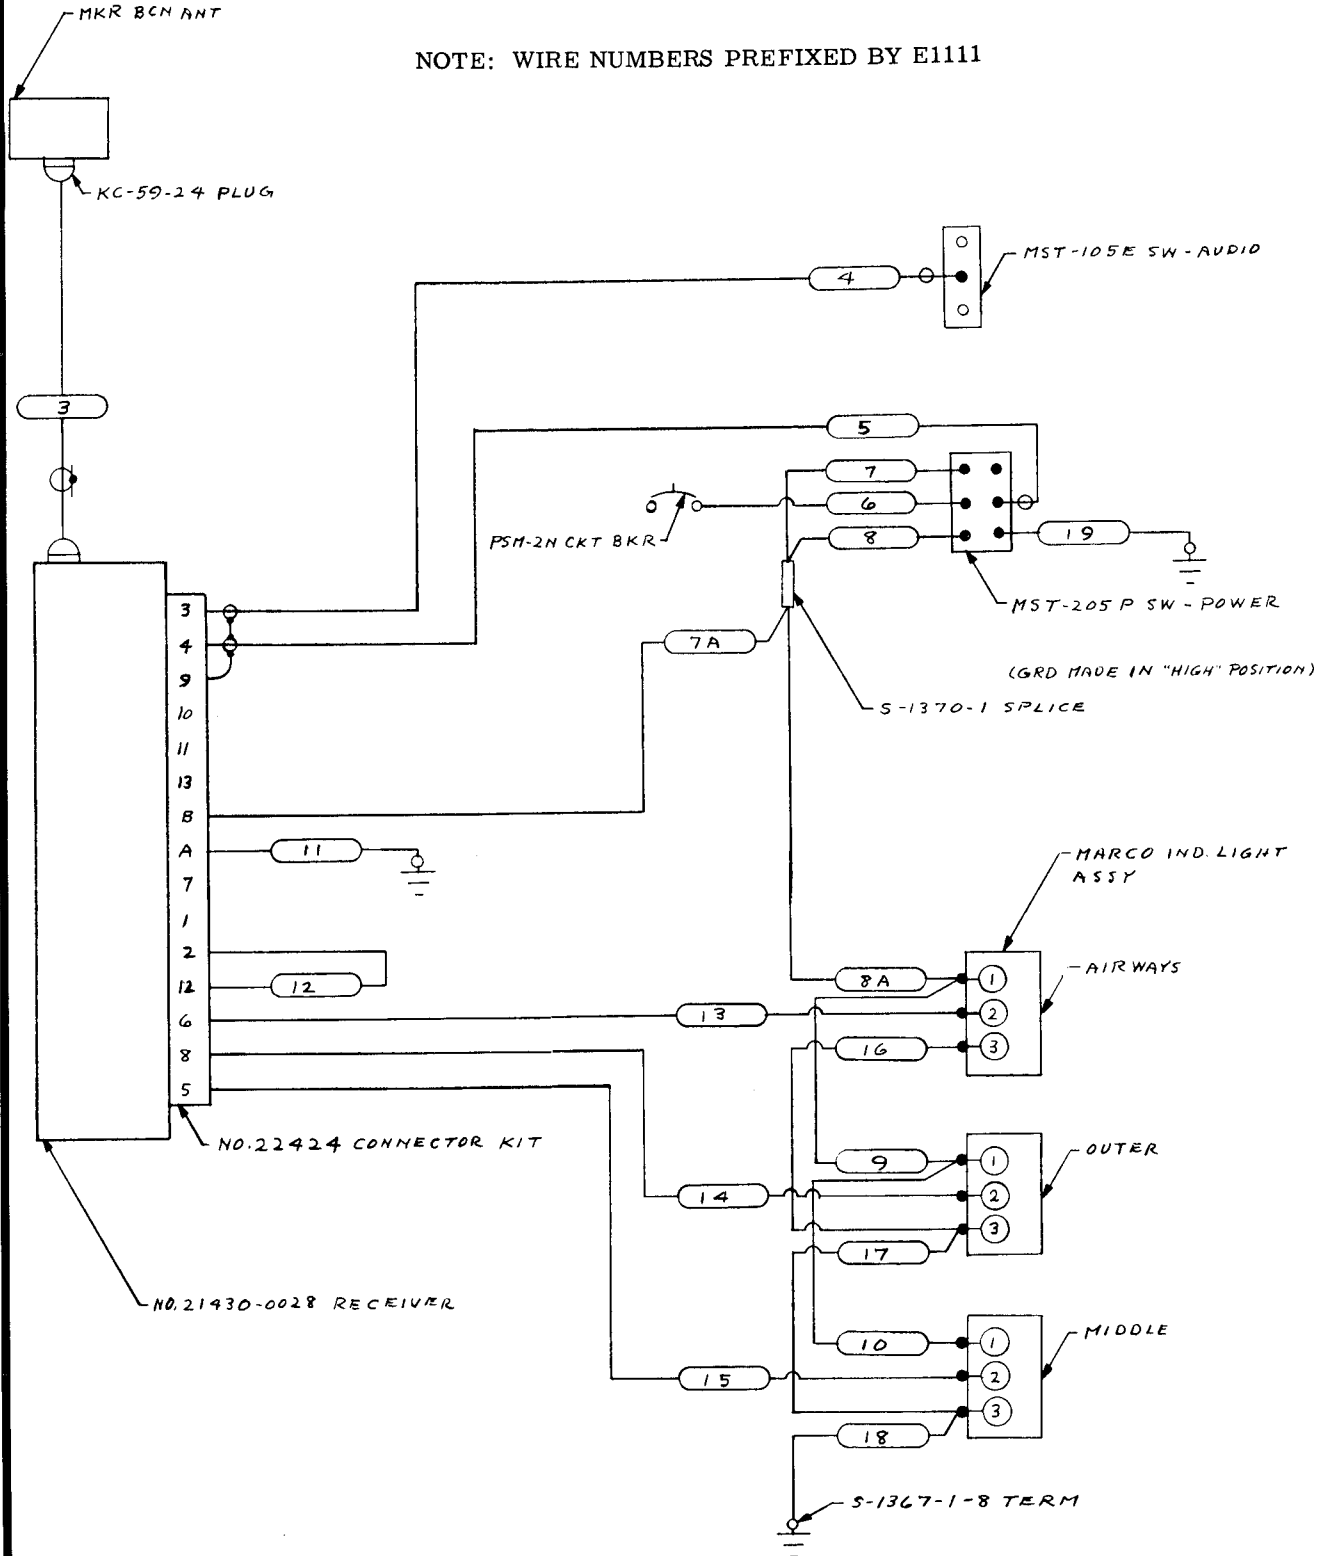 MKR BCN ANT
NOTE: WIRE NUMBERS PREFIXED BY E1111
KC-59-24 PLUG
MST-105E SW-AUDIO
4
3
5
7
6
PSM-2N CKT BKR
8
19
MST-205 P SW-POWER
3
4
7A
(GRD MADE IN "HIGH" POSITION)
9
S-1370-1 SPLICE
10
11
13
B
A
11
MARCO IND. LIGHT
ASSY
7
1
2
AIRWAYS
8A
1
12
12
6
13
2
8
16
3
5
NO.22424 CONNECTOR KIT
OUTER
9
1
14
2
3
17
NO.21430-0028 RECEIVER
MIDDLE
10
1
15
2
3
18
S-1367-1-8 TERM